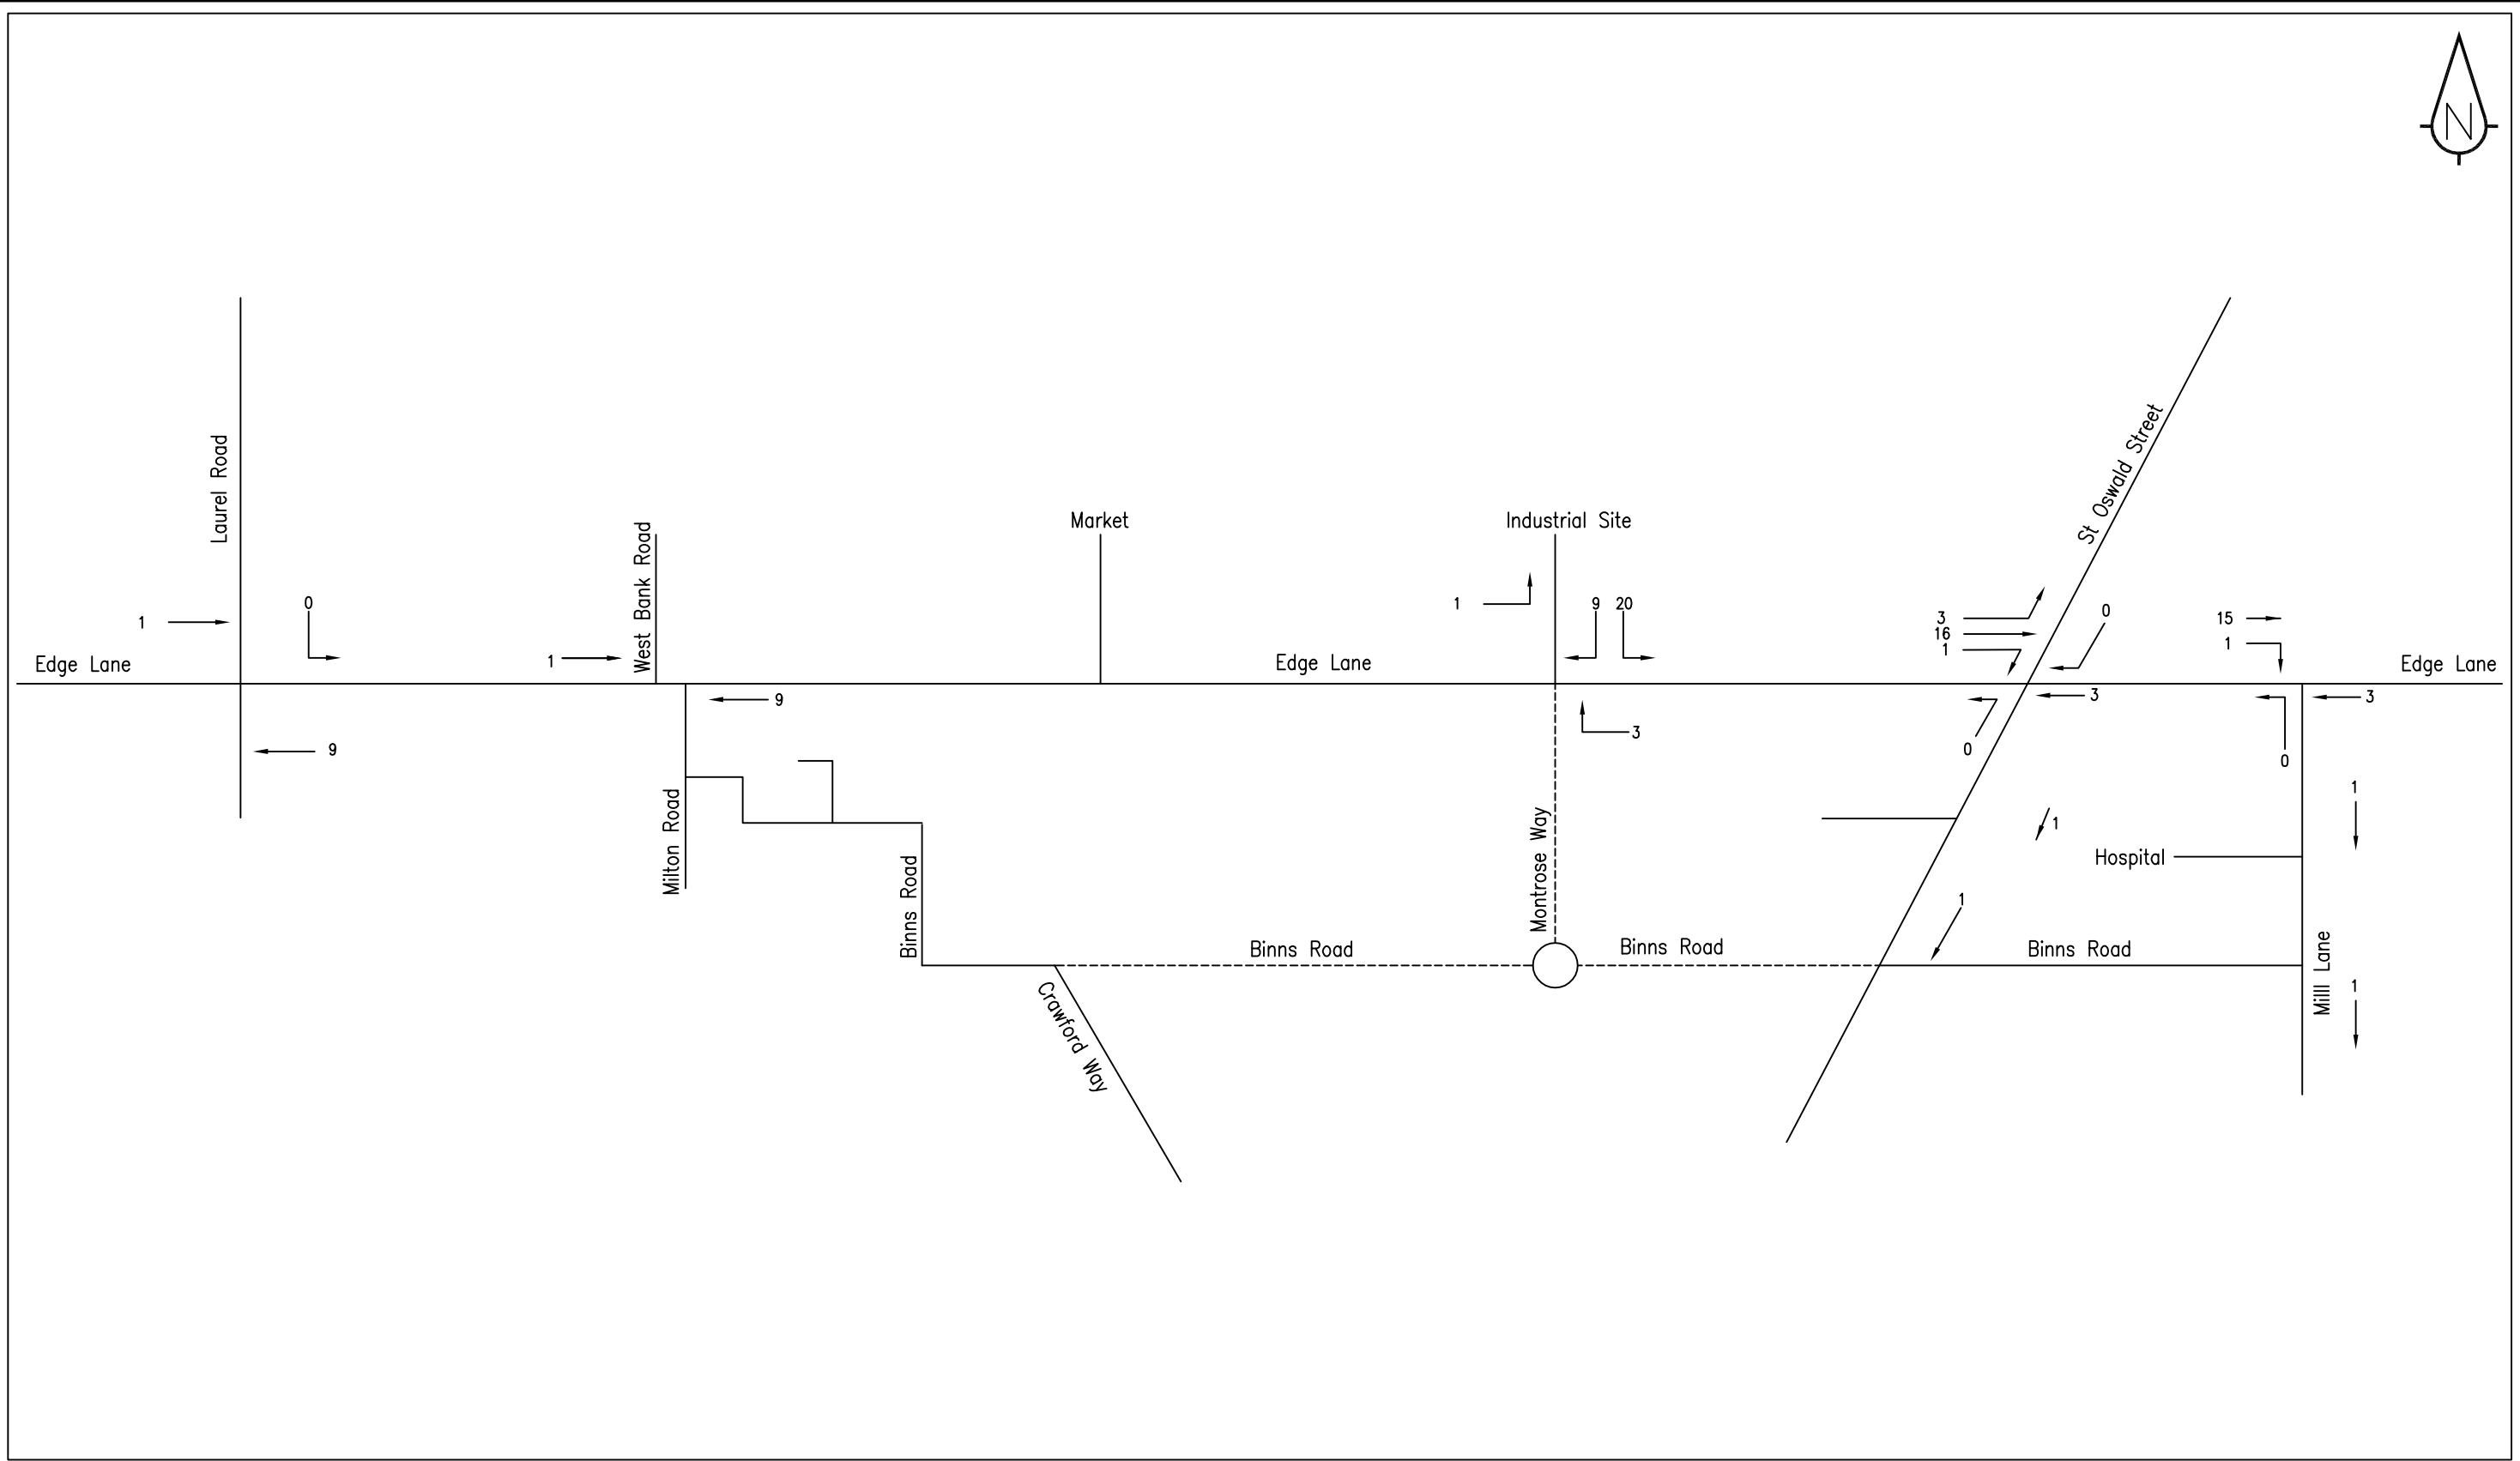 N
St Oswald Street
Laurel Road
West Bank Road
Market
Industrial Site
1
0
1
1
9 20
3
16
1
0
15
1
Edge Lane
Edge Lane
Edge Lane
9
9
3
0
3
0
3
Milton Road
Binns Road
Montrose Way
1
1
Hospital
1
Binns Road
Binns Road
Binns Road
Milll Lane
1
Crawford Way